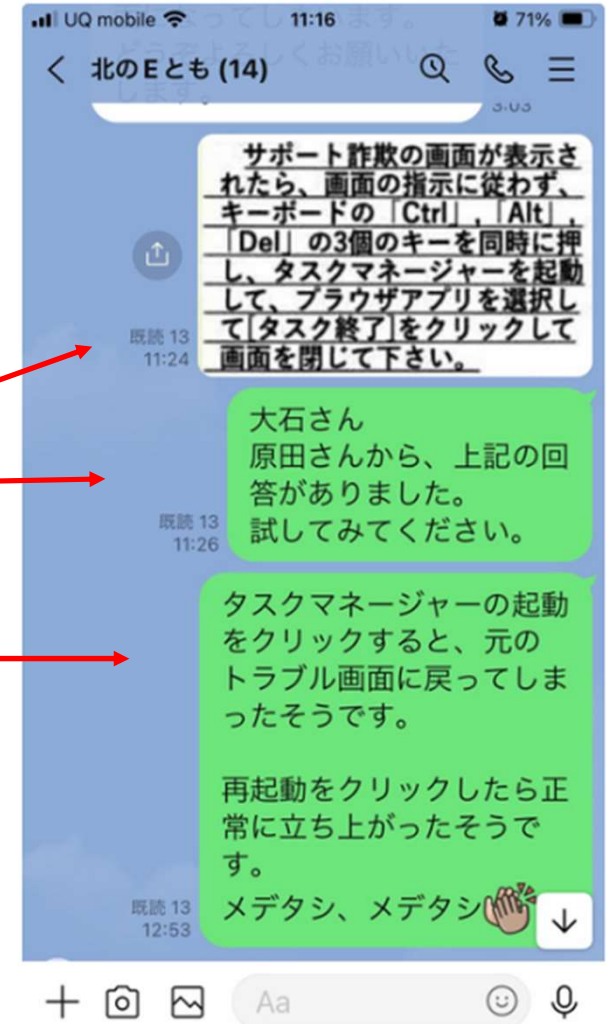 UQ mobile 11:16 71%
北のEとも (14)
3:03
サポート詐欺の画面が表示さ
れたら、画面の指示に従わず、
キーボードの「Ctrl」,「Alt」,
「Del」の3個のキーを同時に押
し、タスクマネージャーを起動
して、ブラウザアプリを選択し
て[タスク終了]をクリックして
画面を閉じて下さい。
既読 13
11:24
大石さん
原田さんから、上記の回
答がありました。
試してみてください。
既読 13
11:26
タスクマネージャーの起動
をクリックすると、元の
トラブル画面に戻ってしま
ったそうです。
再起動をクリックしたら正
常に立ち上がったそうで
す。
メデタシ、メデタシ👏
既読 13
12:53
Aa